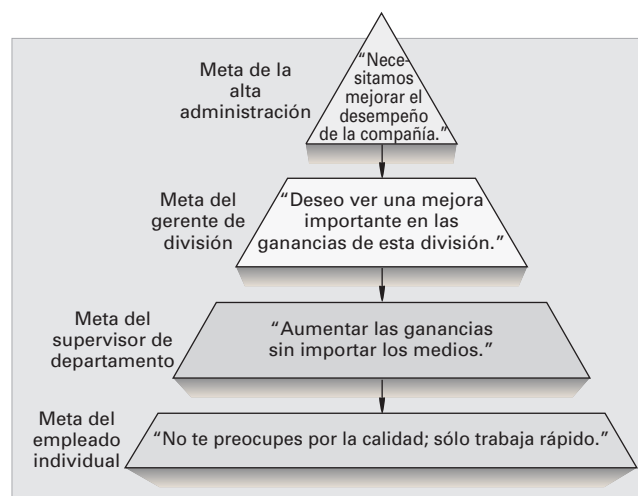 Meta de la
alta
administración
“Nece-
sitamos
mejorar el
desempeño
de la compañía.”
Meta del
gerente de
división
“Deseo ver una mejora
importante en las
ganancias de esta división.”
Meta del
supervisor de
departamento
“Aumentar las ganancias
sin importar los medios.”
Meta del
empleado
individual
“No te preocupes por la calidad; sólo trabaja rápido.”